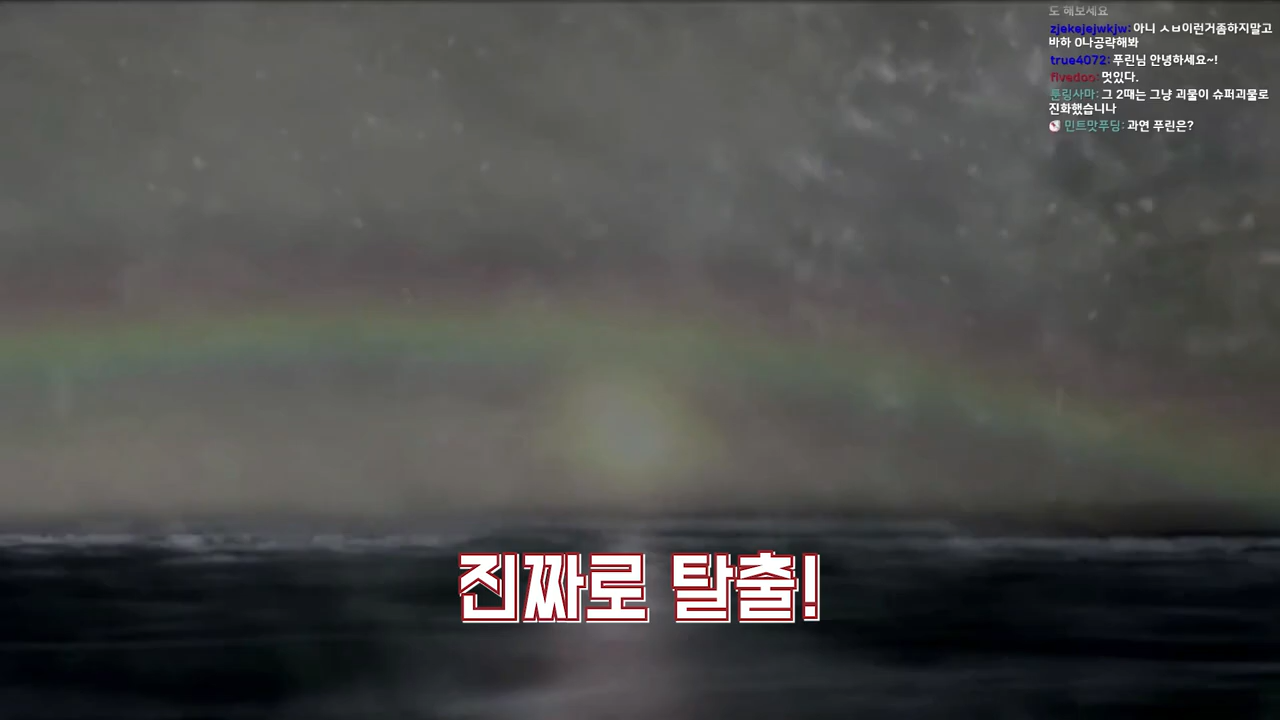 도 해보세요
zjekejejwkjw: 아니 ㅅㅂ이런거좀하지말고
바하 0나공략해봐
true4072: 푸린님 안녕하세요~!
fivedao: 멋있다.
룬링사마: 그 2때는 그냥 괴물이 슈퍼괴물로
진화했습니다
민트맛푸딩: 과연 푸린은?
진짜로 탈출!